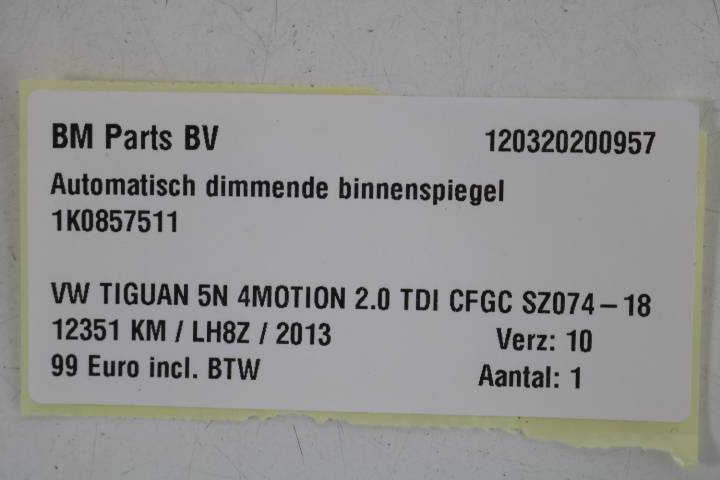 BM Parts BV 120320200957
Automatisch dimmende binnenspiegel
1K0857511
VW TIGUAN 5N 4MOTION 2.0 TDI CFGC SZ074-18
12351 KM / LH8Z / 2013 Verz: 10
99 Euro incl. BTW Aantal: 1